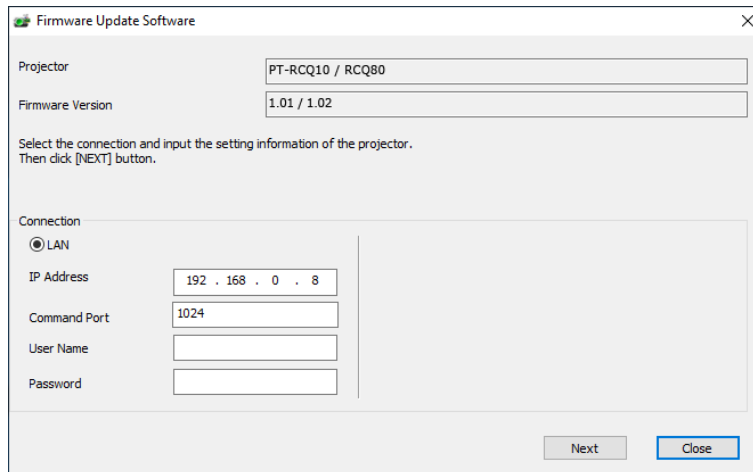 Firmware Update Software
Projector PT-RCQ10 / RCQ80
Firmware Version 1.01 / 1.02
Select the connection and input the setting information of the projector.
Then click [NEXT] button.
Connection
LAN
IP Address 192 . 168 . 0 . 8
Command Port 1024
User Name
Password
Next Close